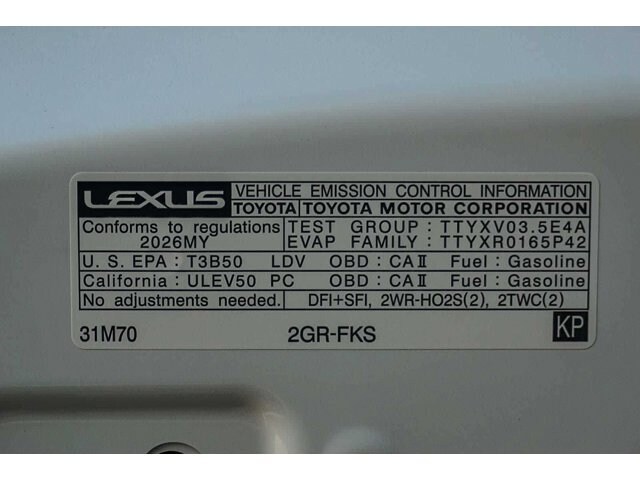 LEXUS VEHICLE EMISSION CONTROL INFORMATION
TOYOTA TOYOTA MOTOR CORPORATION
Conforms to regulations TEST GROUP: TTYXV03.5E4A
2026MY EVAP FAMILY: TTYXR0165P42
U.S. EPA: T3B50 LDV OBD: CAII Fuel: Gasoline
California: ULEV50 PC OBD: CAII Fuel: Gasoline
No adjustments needed. DFI+SFI, 2WR-HO2S(2), 2TWC(2)
31M70 2GR-FKS KP